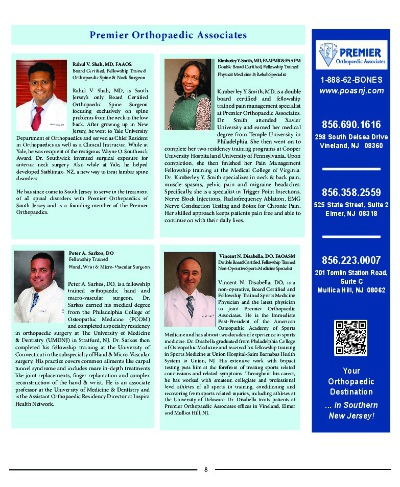 Premier Orthopaedic Associates
Rahul V. Shah, MD, FAAOS
Board Certified, Fellowship Trained
Orthopaedic Spine & Neck Surgeon
Rahul V. Shah, MD, is South
Jersey's only Board Certified
Orthopaedic Spine Surgeon
focusing exclusively on spine
problems from the neck to the low
back. After growing up in New
Jersey, he went to Yale University
Department of Orthopaedics and served as Chief Resident
in Orthopaedics as well as a Clinical Instructor. While at
Yale, he was recipient of the
Award. Dr. Southwick invented surgical exposure for
anterior neck surgery. Also while at Yale, he helped
developed Stabilimax NZ, a new way to treat lumbar spine
disorders.
He has since come to South Jersey to serve in the treatment
of all spinal disorders with Premier Orthopaedics of
South Jersey and is a founding member of the Premier
Orthopaedics.
Kimberley Y. Smith, MD,
Double Board Certified, Fellowship Trained
Physical Medicine & Rehab Specialist
Kimberley Y. Smith, M.D. is a double
board certified and fellowship
trained pain management specialist
at Premier Orthopaedic Associates.
Dr. Smith attended Xavier
University and earned her medical
degree from Temple University in
Philadelphia. She then went on to
complete her two residency training programs at Cooper
University Hospital and University of Pennsylvania. Upon
completion, she then finished her Pain Management
Fellowship training at the Medical College of Virginia.
Dr. Kimberley Y. Smith specializes in neck & back pain,
muscle spasms, pelvic pain and migraine headaches.
Specifically, she is a specialist in Trigger Point Injections,
Nerve Block Injections, Radiofrequency Ablation, EMG
Nerve Conduction Testing and Botox for Chronic Pain.
Her skilled approach keeps patients pain free and able to
continue on with their daily lives.
Peter A. Sarkos, DO
Fellowship Trained
Hand, Wrist & Micro-Vascular Surgeon
Peter A. Sarkos, DO, is a fellowship
trained orthopaedic hand and
micro-vascular surgeon. Dr.
Sarkos earned his medical degree
from the Philadelphia College of
Osteopathic Medicine (PCOM)
and completed a specialty residency
in orthopaedic surgery at the University of Medicine
& Dentistry (UMDNJ) in Stratford, NJ. Dr. Sarkos then
completed his fellowship training at the University of
Connecticut in the subspecialty of Hand & Micro-Vascular
surgery. His practice covers common ailments like carpal
tunnel syndrome and includes more in-depth treatments
like joint replacements, finger replantation and complex
reconstruction of the hand & wrist. He is an associate
professor at the University of Medicine & Dentistry and
is the Assistant Orthopaedic Residency Director at Inspira
Health Network.
Vincent N. Disabella, DO, FAOASM
Double Board Certified, Fellowship Trained
Non-Operative Sports Medicine Specialist
Vincent N. Disabella, DO, is a
non-operative, Board Certified and
Fellowship Trained Sports Medicine
Physician and the latest physician
to join Premier Orthopaedic
Associates. He is the Immediate
Past-President of the American
Osteopathic Academy of Sports
Medicine and has almost two decades of experience in sports
medicine. Dr. Disabella graduated from Philadelphia College
of Osteopathic Medicine and received his fellowship training
in Sports Medicine at Union Hospital-Saint Barnabas Health
System in Union, NJ. His extensive work with Impact
testing puts him at the forefront of treating sports related
concussions and related symptoms. Throughout his career,
he has worked with amateur, collegiate and professional
level athletes of all sports in training, conditioning and
recovering from sports related injuries, including athletes at
the University of Delaware. Dr. Disabella treats patients at
Premier Orthopaedic Associates offices in Vineland, Elmer
and Mullica Hill, NJ.
PREMIER
Orthopaedic Associates
1-888-62-BONES
www.poasnj.com
856.690.1616
298 South Delsea Drive
Vineland, NJ 08360
856.358.2559
525 State Street, Suite 2
Elmer, NJ 08318
856.223.0007
201 Tomlin Station Road,
Suite C
Mullica Hill, NJ 08062
Your
Orthopaedic
Destination
... In Southern
New Jersey!
8